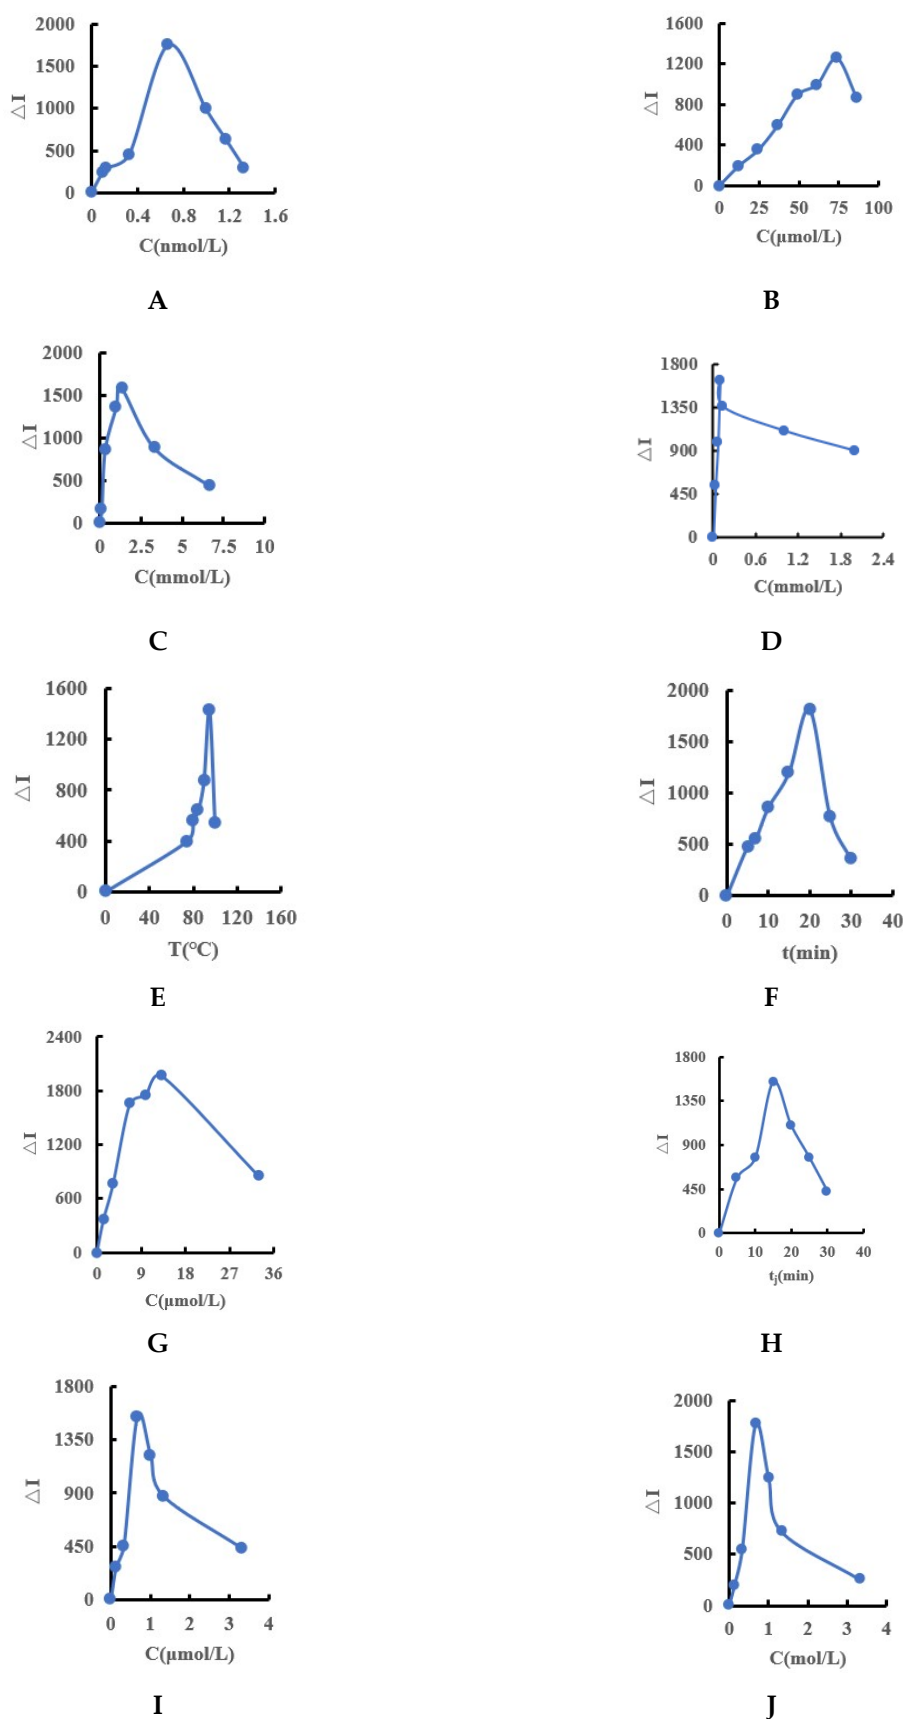 2000
1500
1000
500
0
△I
0 0.4 0.8 1.2 1.6
C(nmol/L)
A
1600
1200
800
400
0
△I
0 25 50 75 100
C(μmol/L)
B
2000
1500
1000
500
0
△I
0 2.5 5 7.5 10
C(mmol/L)
C
1800
1350
900
450
0
△I
0 0.6 1.2 1.8 2.4
C(mmol/L)
D
1600
1200
800
400
0
△I
0 40 80 120 160
T(°C)
E
2000
1500
1000
500
0
△I
0 10 20 30 40
t(min)
F
2400
1800
1200
600
0
△I
0 9 18 27 36
C(μmol/L)
G
1800
1350
900
450
0
△I
0 10 20 30 40
tj(min)
H
1800
1350
900
450
0
△I
0 1 2 3 4
C(μmol/L)
I
2000
1500
1000
500
0
△I
0 1 2 3 4
C(mol/L)
J